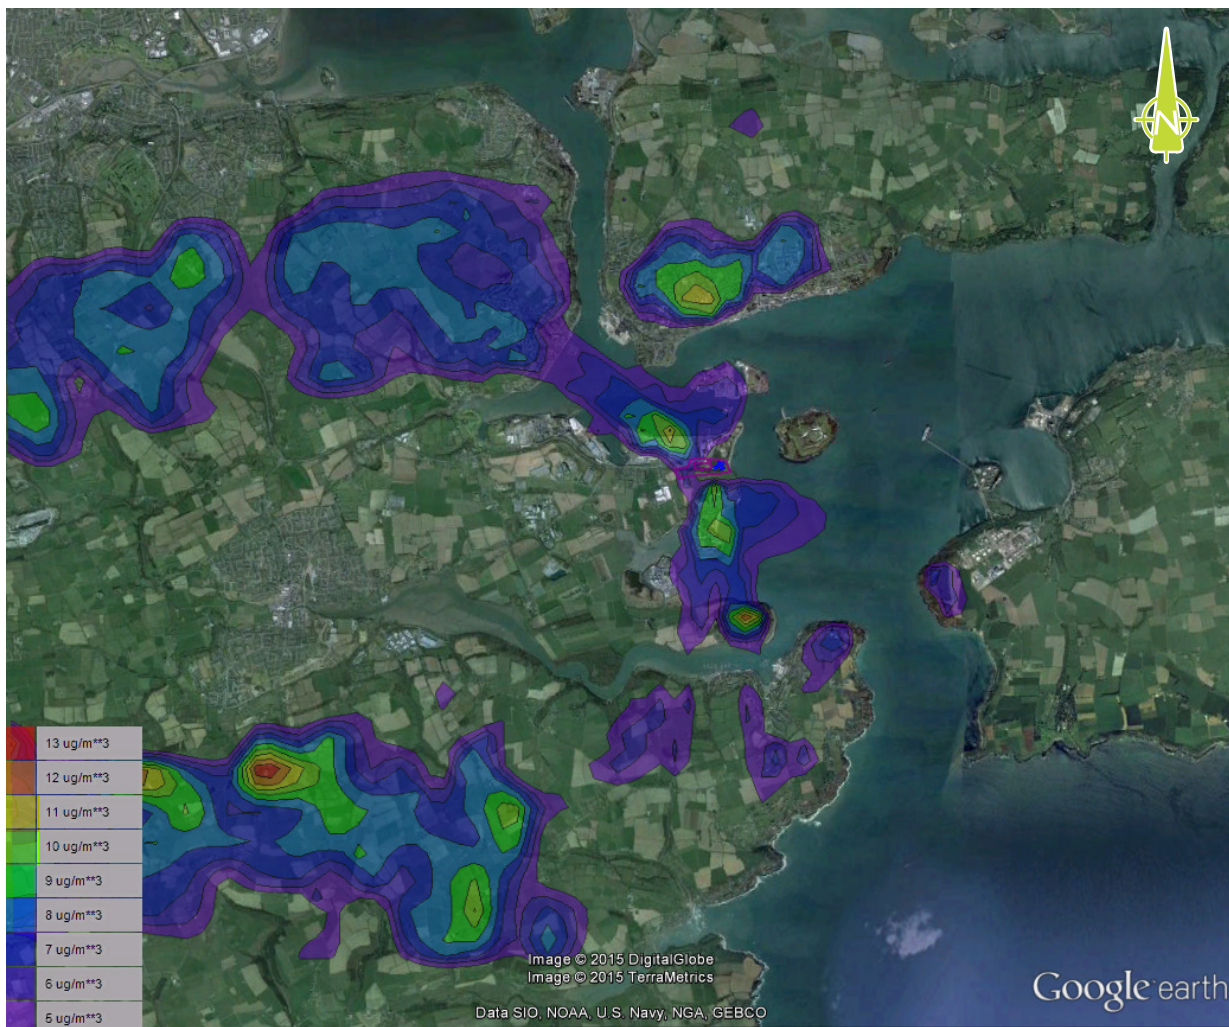 N
13 ug/m**3
12 ug/m**3
11 ug/m**3
10 ug/m**3
9 ug/m**3
8 ug/m**3
7 ug/m**3
6 ug/m**3
5 ug/m**3
Image © 2015 DigitalGlobe
Image © 2015 TerraMetrics
Data SIO, NOAA, U.S. Navy, NGA, GEBCO
Google earth